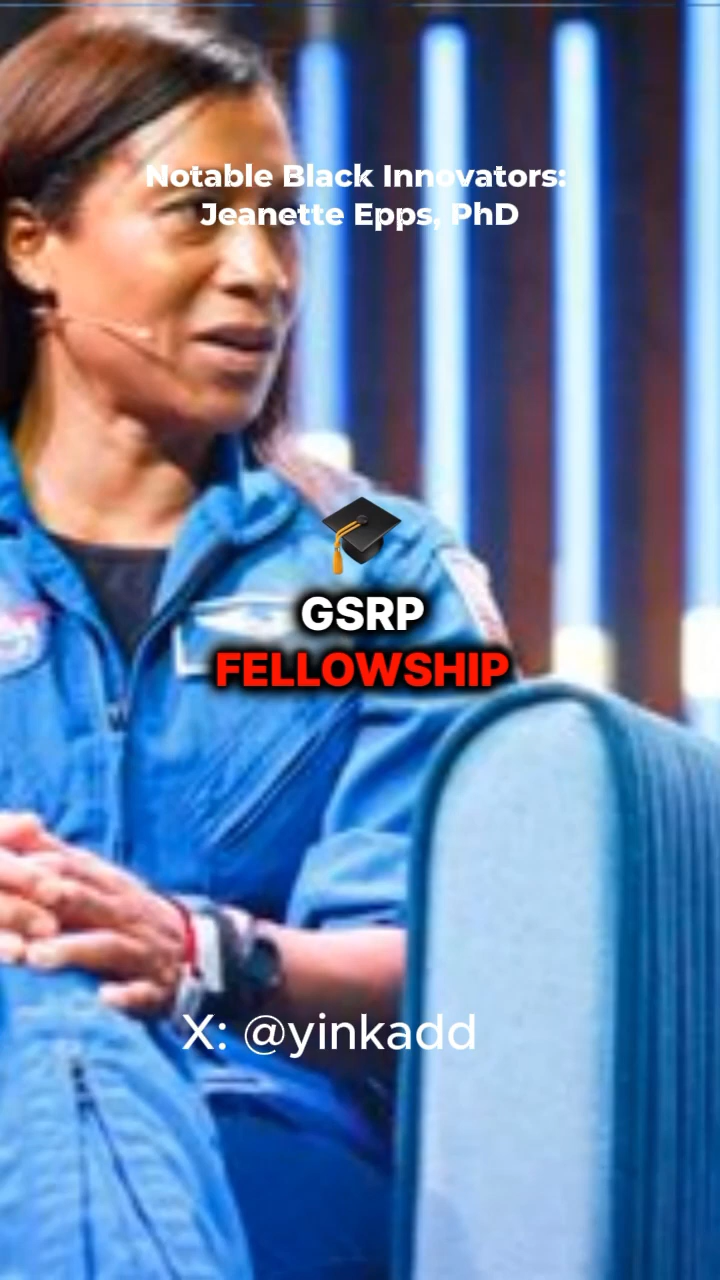 Notable Black Innovators:
Jeanette Epps, PhD
GSRP
FELLOWSHIP
X: @yinkadd